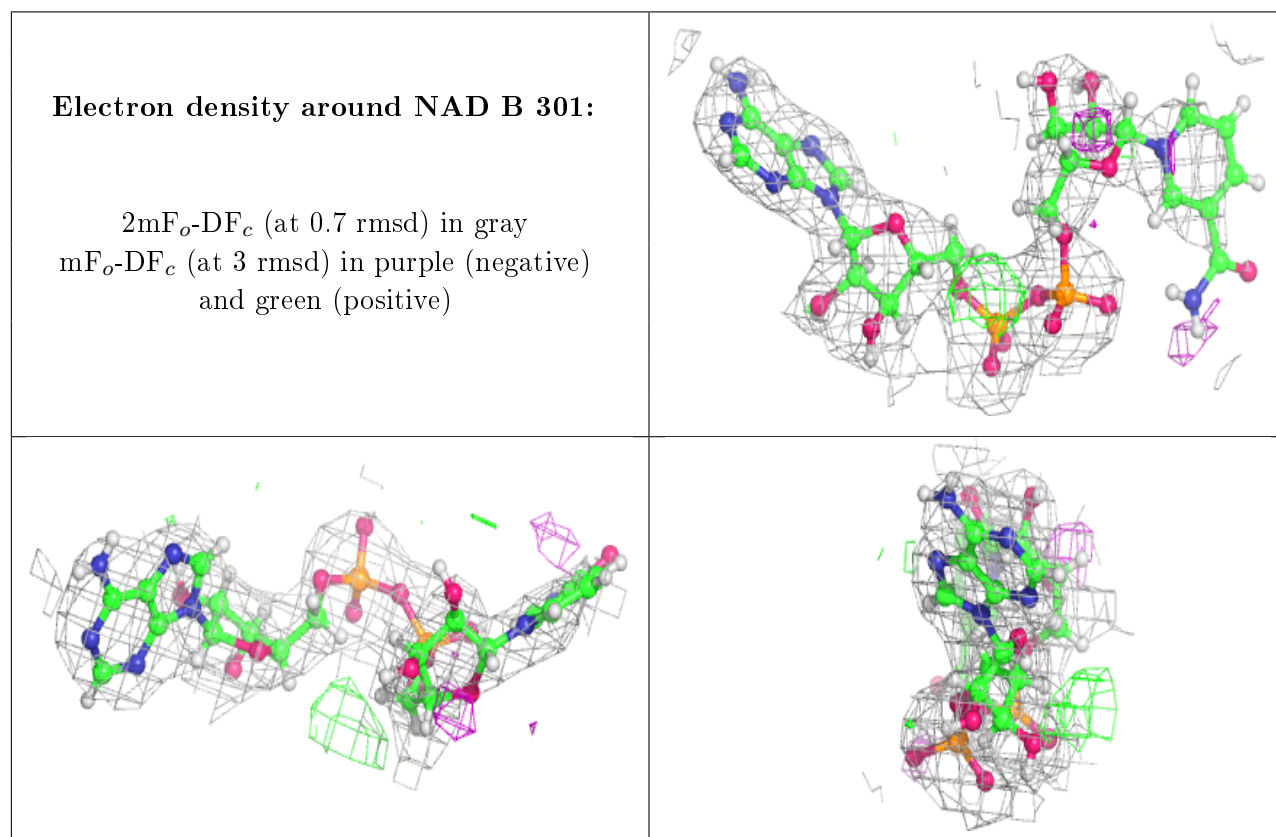 Electron density around NAD B 301:
2mFₒ-DF𝒸 (at 0.7 rmsd) in gray
mFₒ-DF𝒸 (at 3 rmsd) in purple (negative)
and green (positive)